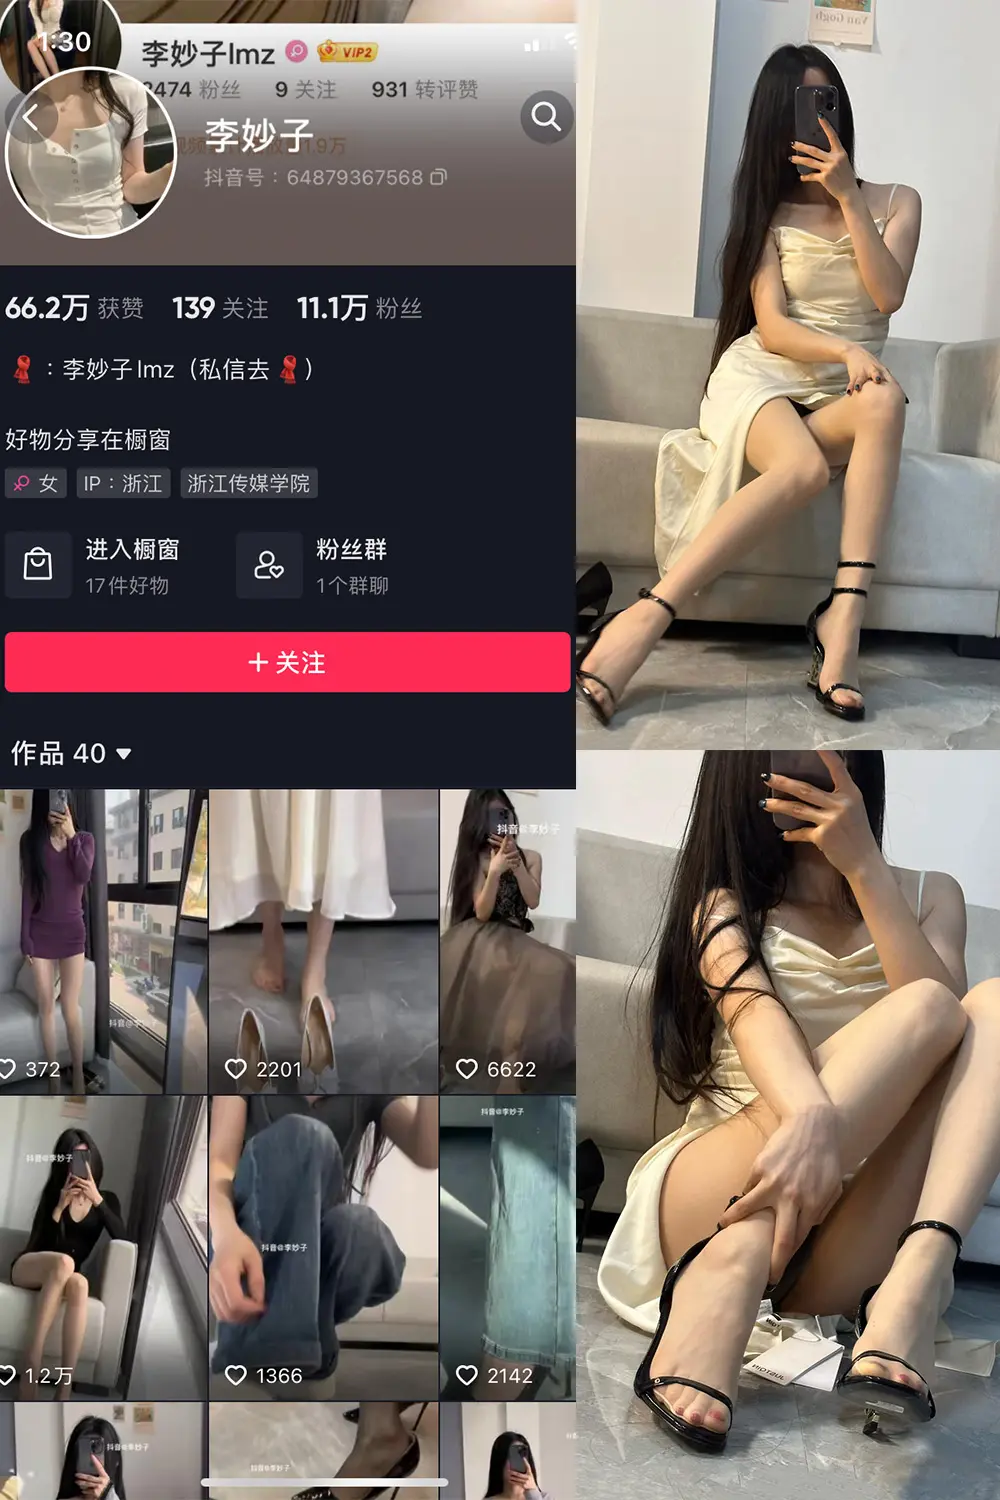 1:30
李妙子lmz VIP2
2474 粉丝 9 关注 931 转评赞
李妙子
抖音号：64879367568
66.2万 获赞 139 关注 11.1万 粉丝
：李妙子lmz（私信去）
好物分享在橱窗
女 IP：浙江 浙江传媒学院
进入橱窗
17件好物
粉丝群
1个群聊
+ 关注
作品 40
抖音@李妙子
抖音@李妙子
372 2201 6622
抖音@李妙子
抖音@李妙子
抖音@李妙子
1.2万 1366 2142
抖音@李妙子
抖音@李妙子
Van Gogh